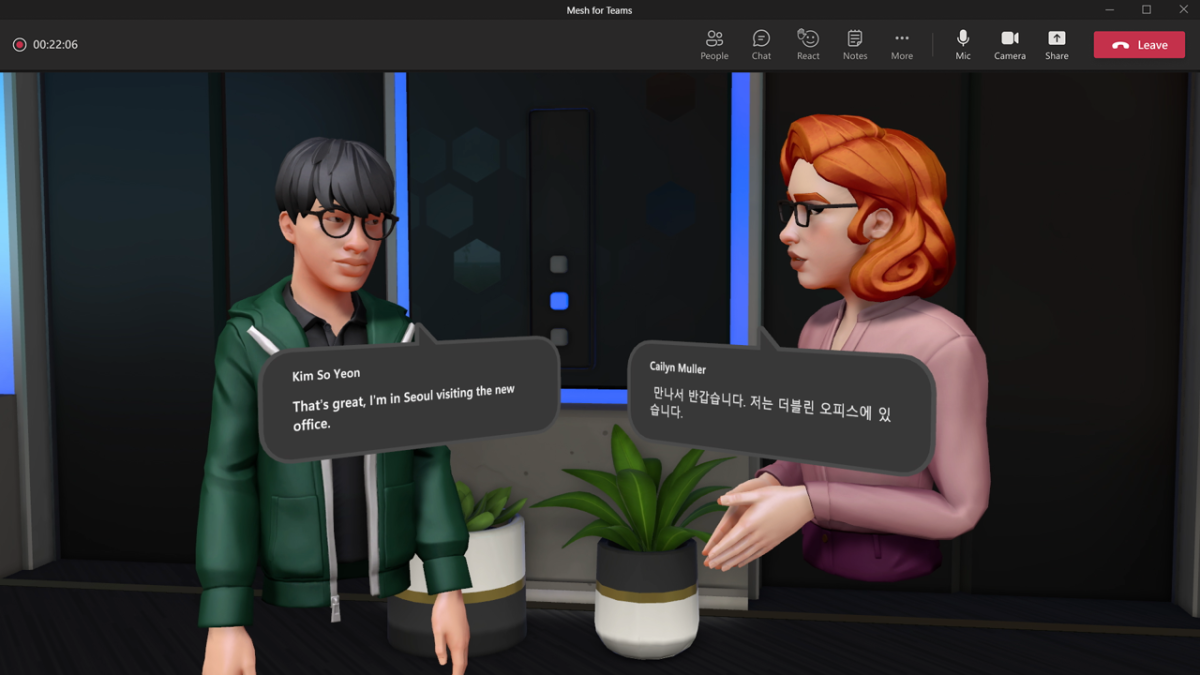 Mesh for Teams
00:22:06
People Chat React Notes More Mic Camera Share Leave
Kim So Yeon
That's great, I'm in Seoul visiting the new
office.
Cailyn Muller
만나서 반갑습니다. 저는 더블린 오피스에 있
습니다.